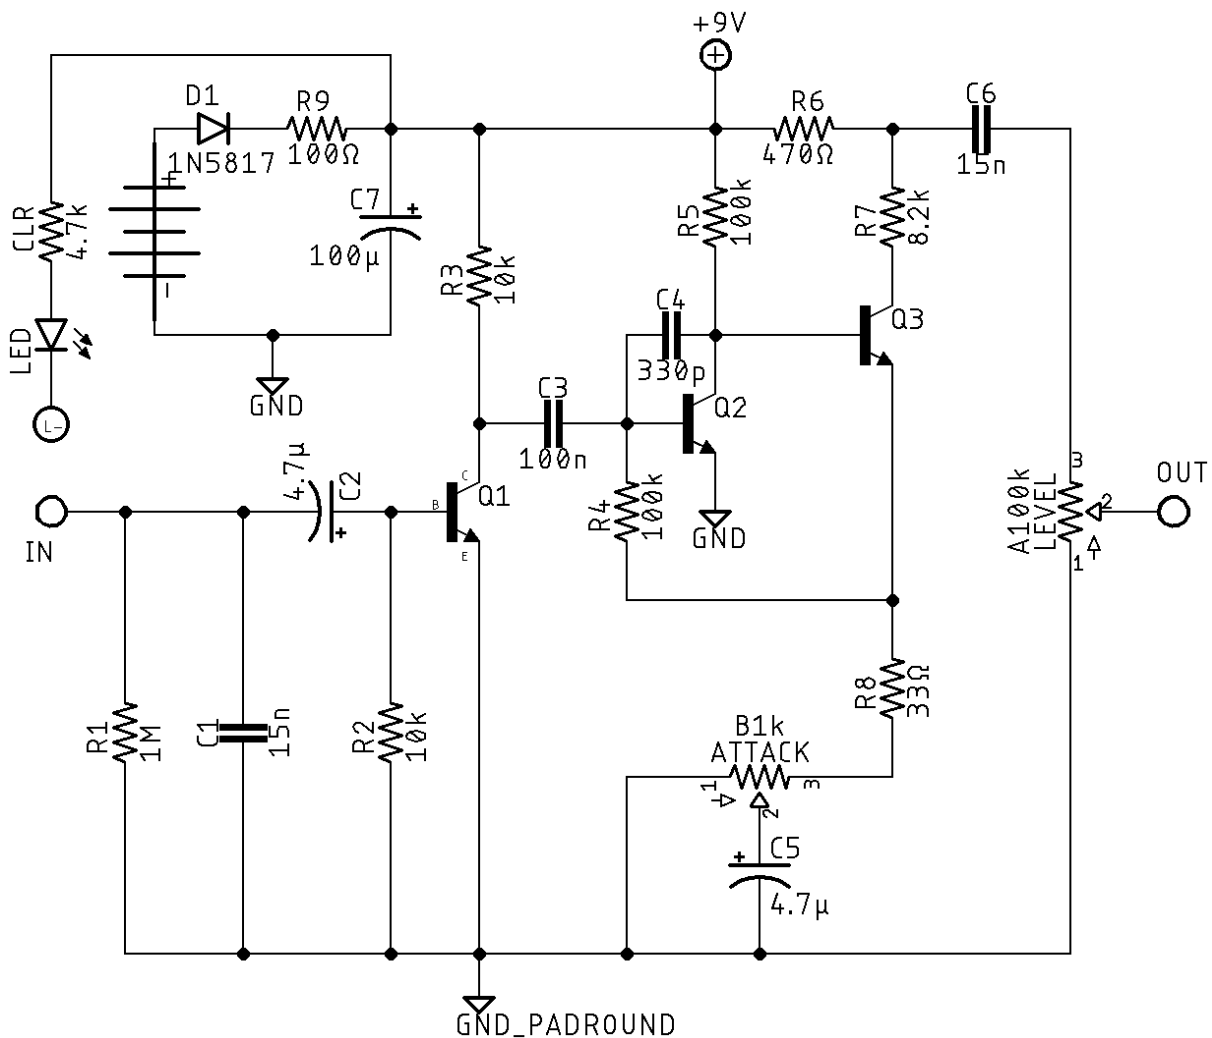 +9V
D1
R9
R6
C6
1N5817
100Ω
470Ω
15n
+
CLR
4.7k
C7
+
100µ
R5
100k
R7
8.2k
R3
10k
-
LED
C4
330p
Q3
GND
C3
Q2
L-
100n
4.7µ
C2
+
C
B
Q1
E
R4
100k
GND
3
A100k
LEVEL
2
1
OUT
IN
R1
1M
C1
15n
R2
10k
R8
33Ω
B1k
ATTACK
1
3
2
+
C5
4.7µ
GND_PADROUND